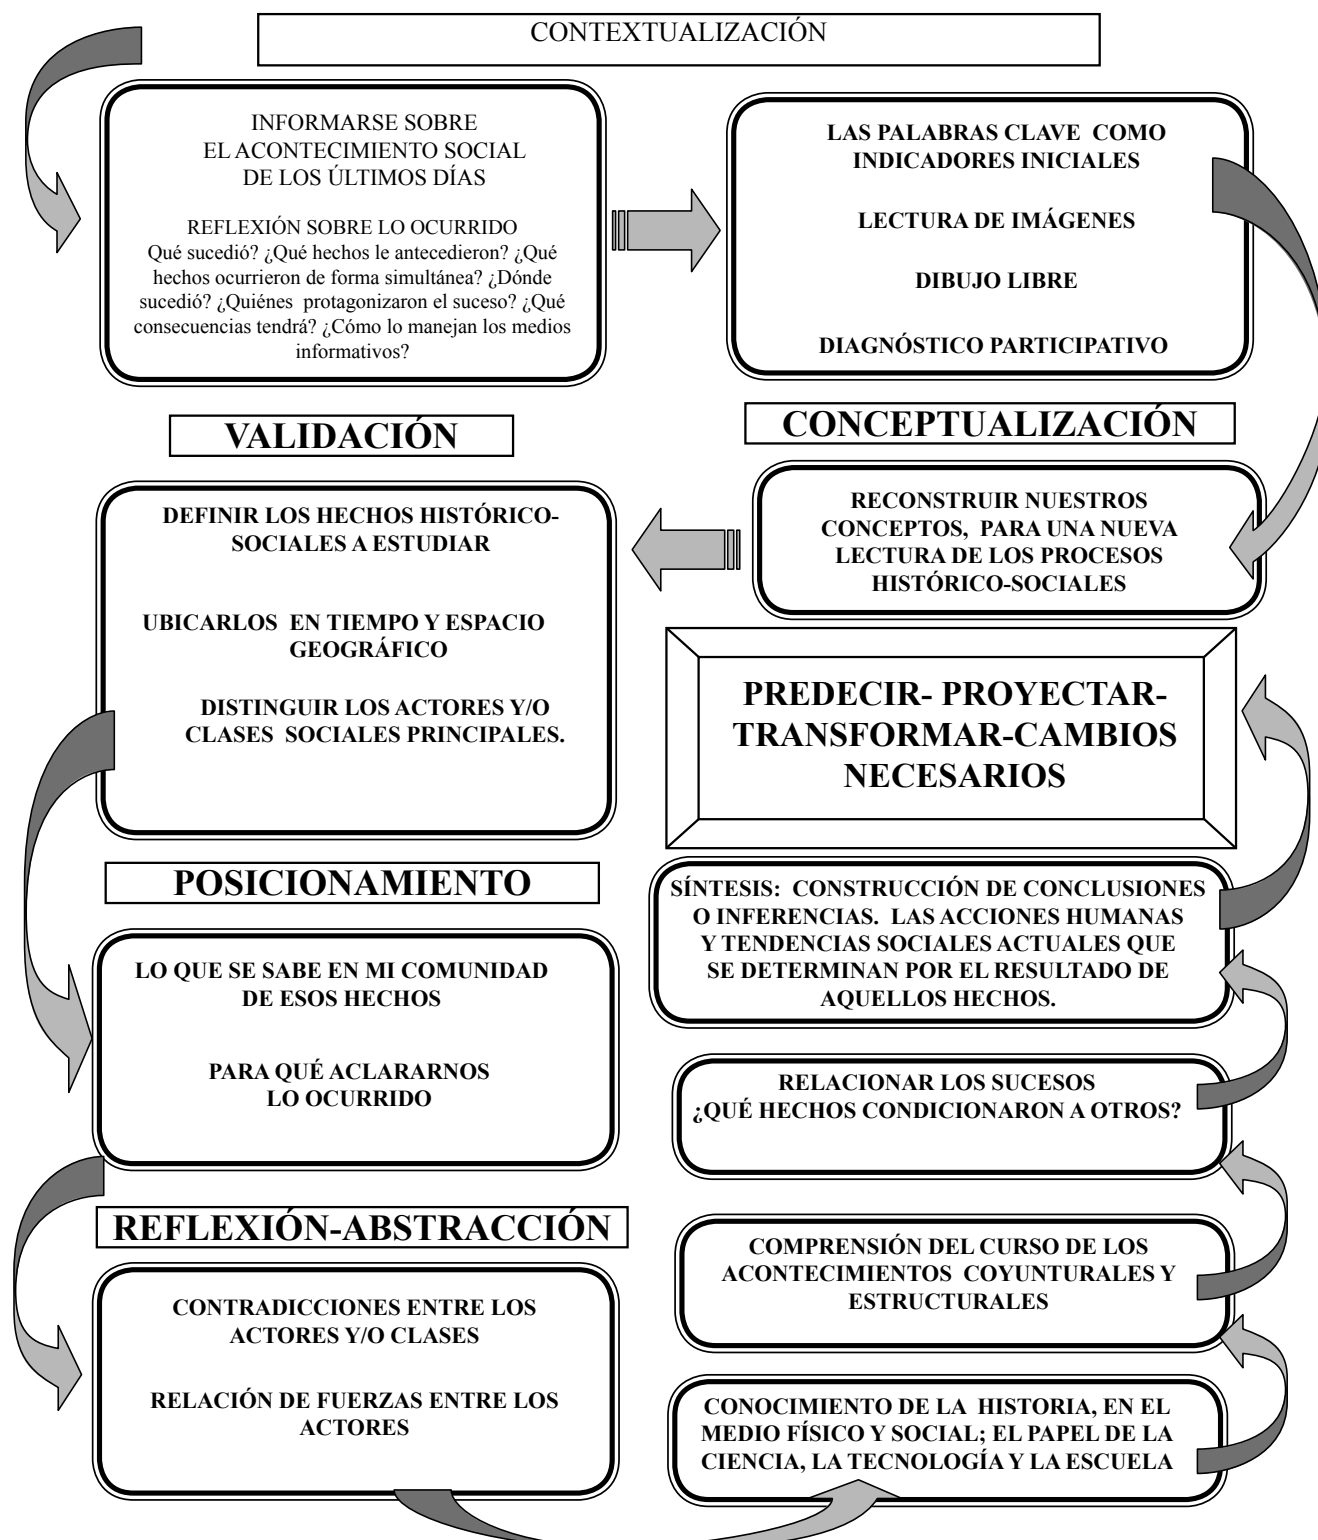 CONTEXTUALIZACIÓN
INFORMARSE SOBRE
EL ACONTECIMIENTO SOCIAL
DE LOS ÚLTIMOS DÍAS
REFLEXIÓN SOBRE LO OCURRIDO
Qué sucedió? ¿Qué hechos le antecedieron? ¿Qué
hechos ocurrieron de forma simultánea? ¿Dónde
sucedió? ¿Quiénes protagonizaron el suceso? ¿Qué
consecuencias tendrá? ¿Cómo lo manejan los medios
informativos?
LAS PALABRAS CLAVE COMO
INDICADORES INICIALES
LECTURA DE IMÁGENES
DIBUJO LIBRE
DIAGNÓSTICO PARTICIPATIVO
CONCEPTUALIZACIÓN
RECONSTRUIR NUESTROS
CONCEPTOS, PARA UNA NUEVA
LECTURA DE LOS PROCESOS
HISTÓRICO-SOCIALES
VALIDACIÓN
DEFINIR LOS HECHOS HISTÓRICO-
SOCIALES A ESTUDIAR
UBICARLOS EN TIEMPO Y ESPACIO
GEOGRÁFICO
DISTINGUIR LOS ACTORES Y/O
CLASES SOCIALES PRINCIPALES.
POSICIONAMIENTO
LO QUE SE SABE EN MI COMUNIDAD
DE ESOS HECHOS
PARA QUÉ ACLARARNOS
LO OCURRIDO
REFLEXIÓN-ABSTRACCIÓN
CONTRADICCIONES ENTRE LOS
ACTORES Y/O CLASES
RELACIÓN DE FUERZAS ENTRE LOS
ACTORES
CONOCIMIENTO DE LA HISTORIA, EN EL
MEDIO FÍSICO Y SOCIAL; EL PAPEL DE LA
CIENCIA, LA TECNOLOGÍA Y LA ESCUELA
COMPRENSIÓN DEL CURSO DE LOS
ACONTECIMIENTOS COYUNTURALES Y
ESTRUCTURALES
RELACIONAR LOS SUCESOS
¿QUÉ HECHOS CONDICIONARON A OTROS?
SÍNTESIS: CONSTRUCCIÓN DE CONCLUSIONES
O INFERENCIAS. LAS ACCIONES HUMANAS
Y TENDENCIAS SOCIALES ACTUALES QUE
SE DETERMINAN POR EL RESULTADO DE
AQUELLOS HECHOS.
PREDECIR- PROYECTAR-
TRANSFORMAR-CAMBIOS
NECESARIOS